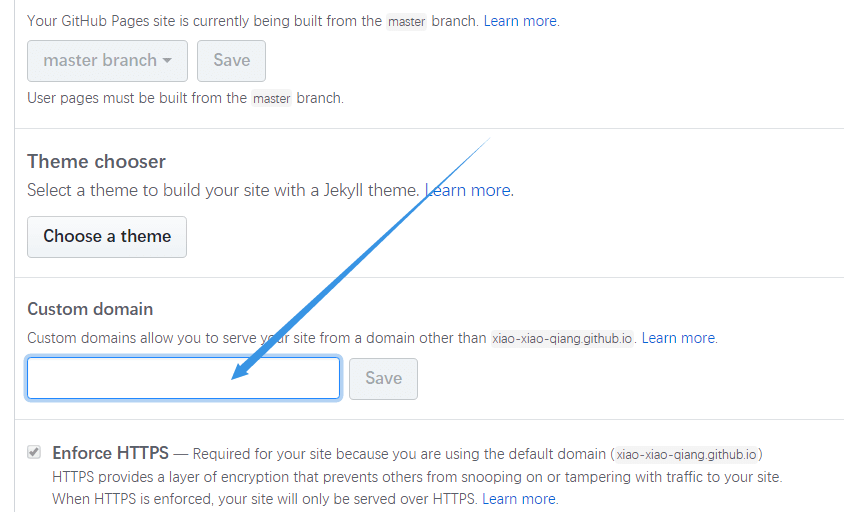 Your GitHub Pages site is currently being built from the master branch. Learn more.
master branch Save
User pages must be built from the master branch.
Theme chooser
Select a theme to build your site with a Jekyll theme. Learn more.
Choose a theme
Custom domain
Custom domains allow you to serve your site from a domain other than xiao-xiao-qiang.github.io. Learn more.
Save
Enforce HTTPS — Required for your site because you are using the default domain (xiao-xiao-qiang.github.io)
HTTPS provides a layer of encryption that prevents others from snooping on or tampering with traffic to your site.
When HTTPS is enforced, your site will only be served over HTTPS. Learn more.